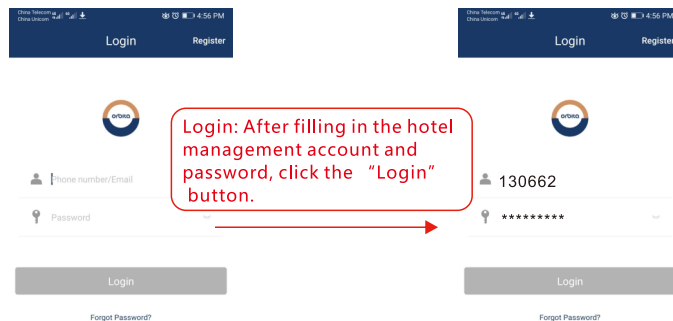 China Telecom
China Unicom
4:56 PM
Login
Register
orbita
Phone number/Email
Password
Login
Forgot Password?
Login: After filling in the hotel
management account and
password, click the “Login”
button.
China Telecom
China Unicom
4:56 PM
Login
Register
orbita
130662
*********
Login
Forgot Password?